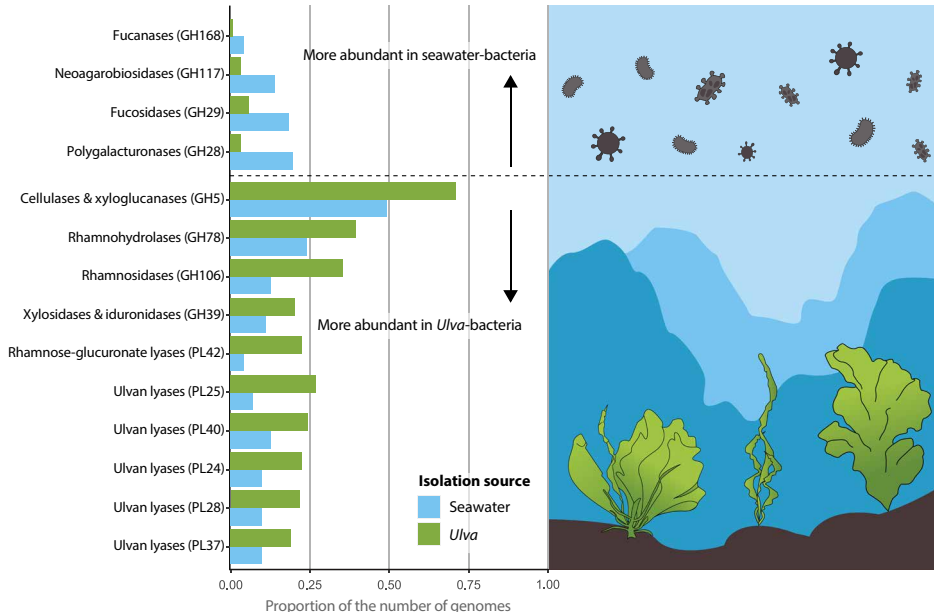 Fucanases (GH168)
More abundant in seawater-bacteria
Neoagarobiosidases (GH117)
Fucosidases (GH29)
Polygalacturonases (GH28)
Cellulases & xyloglucanases (GH5)
Rhamnohydrolases (GH78)
Rhamnosidases (GH106)
Xylosidases & iduronidases (GH39)
More abundant in Ulva-bacteria
Rhamnose-glucuronate lyases (PL42)
Ulvan lyases (PL25)
Ulvan lyases (PL40)
Ulvan lyases (PL24)
Ulvan lyases (PL28)
Ulvan lyases (PL37)
Isolation source
Seawater
Ulva
0.00 0.25 0.50 0.75 1.00
Proportion of the number of genomes